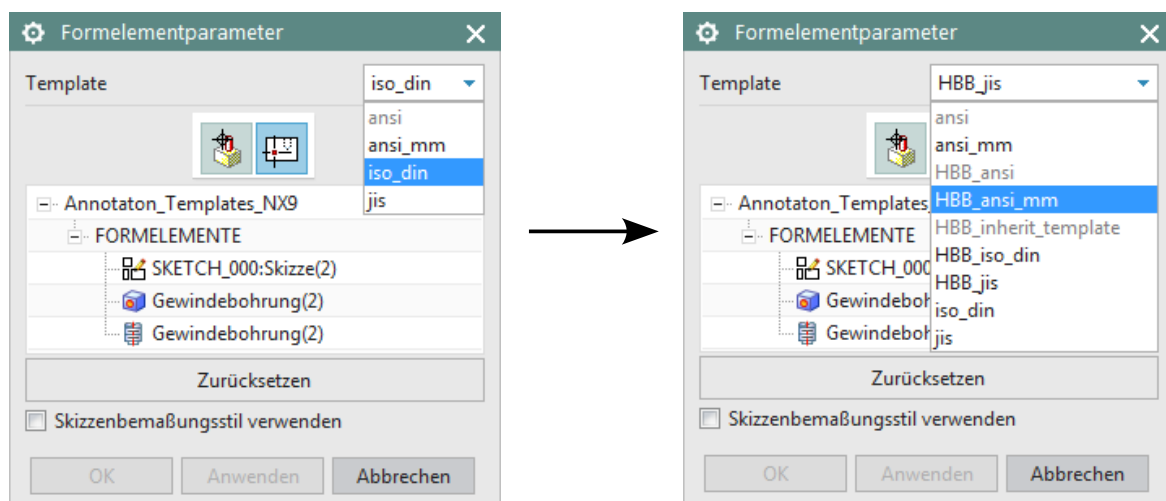 Formelementparameter
Template
iso_din
ansi
ansi_mm
iso_din
jis
Annotaton_Templates_NX9
FORMELEMENTE
SKETCH_000:Skizze(2)
Gewindebohrung(2)
Gewindebohrung(2)
Zurücksetzen
Skizzenbemaßungsstil verwenden
OK Anwenden Abbrechen
Formelementparameter
Template
HBB_jis
ansi
ansi_mm
HBB_ansi
HBB_ansi_mm
HBB_inherit_template
HBB_iso_din
HBB_jis
iso_din
jis
Annotaton_Templates
FORMELEMENTE
SKETCH_000
Gewindeboh
Gewindeboh
Zurücksetzen
Skizzenbemaßungsstil verwenden
OK Anwenden Abbrechen